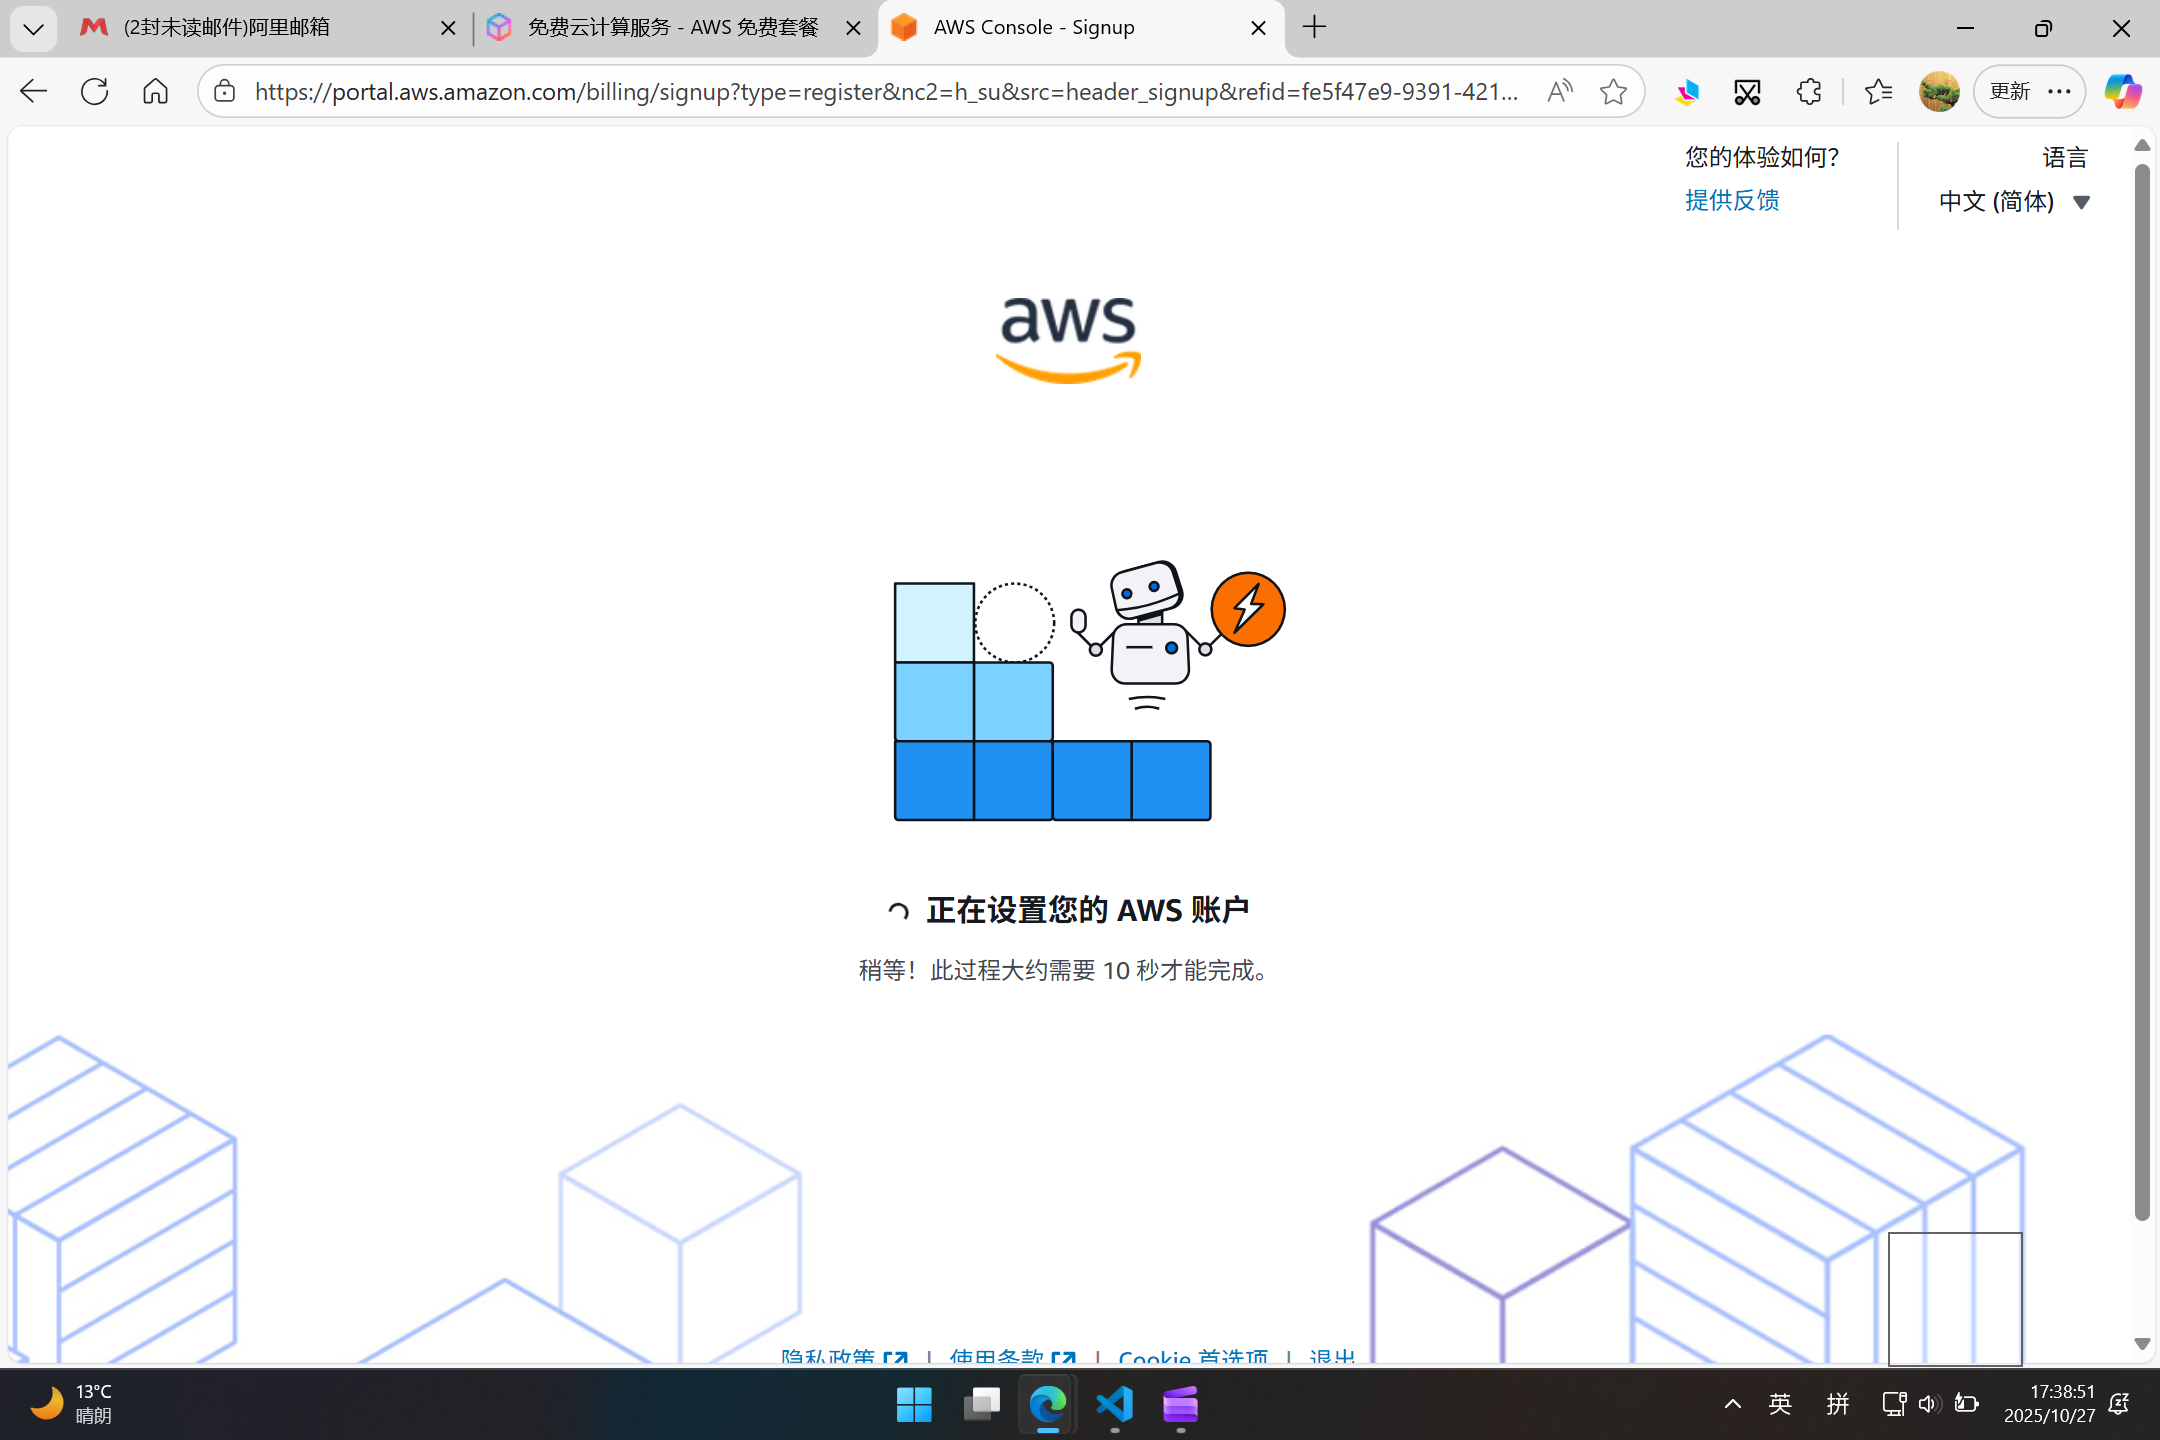 (2封未读邮件)阿里邮箱
免费云计算服务 - AWS 免费套餐
AWS Console - Signup
https://portal.aws.amazon.com/billing/signup?type=register&nc2=h_su&src=header_signup&refid=fe5f47e9-9391-421...
更新
您的体验如何?
提供反馈
语言
中文 (简体)
aws
正在设置您的 AWS 账户
稍等！此过程大约需要 10 秒才能完成。
隐私政策 | 使用条款 | Cookie 首选项 | 退出
13°C
晴朗
英
拼
17:38:51
2025/10/27